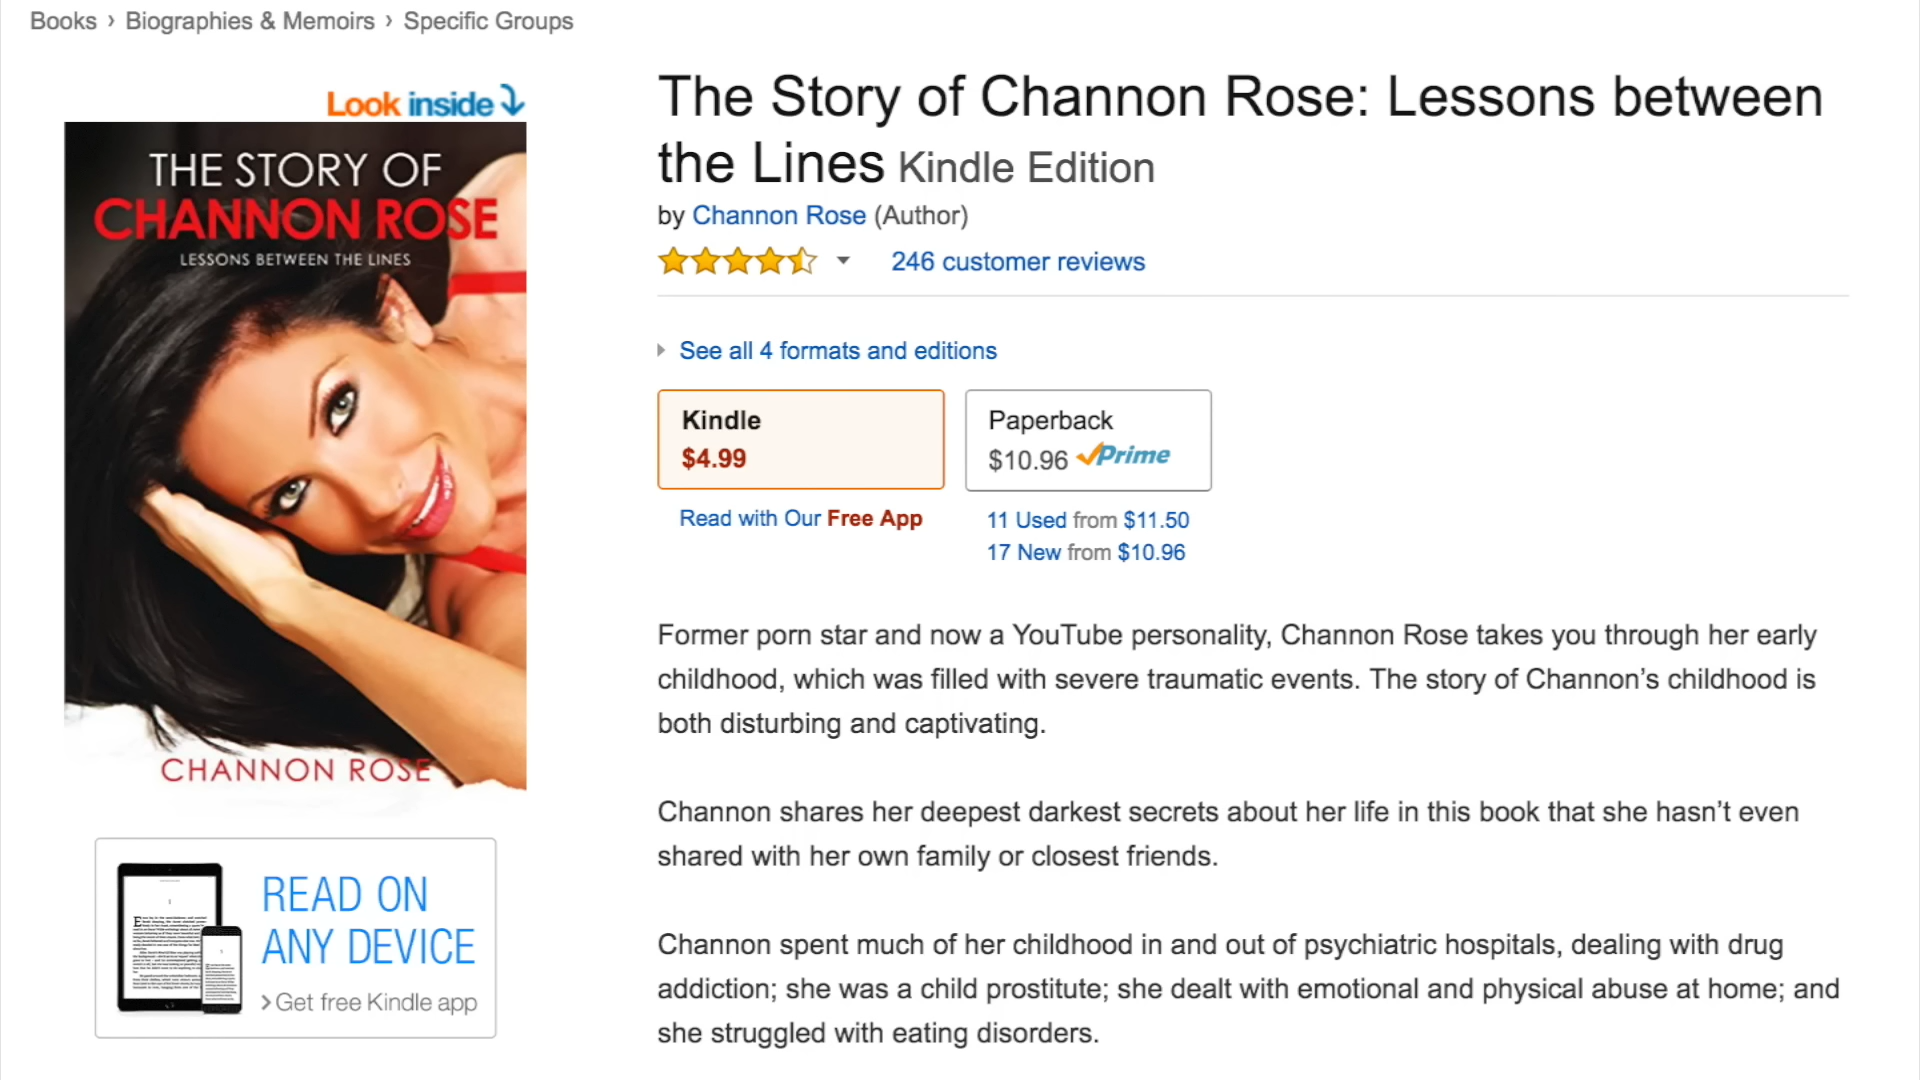 Books › Biographies & Memoirs › Specific Groups
Look inside
THE STORY OF
CHANNON ROSE
LESSONS BETWEEN THE LINES
CHANNON ROSE
READ ON
ANY DEVICE
Get free Kindle app
The Story of Channon Rose: Lessons between
the Lines Kindle Edition
by Channon Rose (Author)
246 customer reviews
See all 4 formats and editions
Kindle
$4.99
Read with Our Free App
Paperback
$10.96 Prime
11 Used from $11.50
17 New from $10.96
Former porn star and now a YouTube personality, Channon Rose takes you through her early
childhood, which was filled with severe traumatic events. The story of Channon’s childhood is
both disturbing and captivating.
Channon shares her deepest darkest secrets about her life in this book that she hasn’t even
shared with her own family or closest friends.
Channon spent much of her childhood in and out of psychiatric hospitals, dealing with drug
addiction; she was a child prostitute; she dealt with emotional and physical abuse at home; and
she struggled with eating disorders.